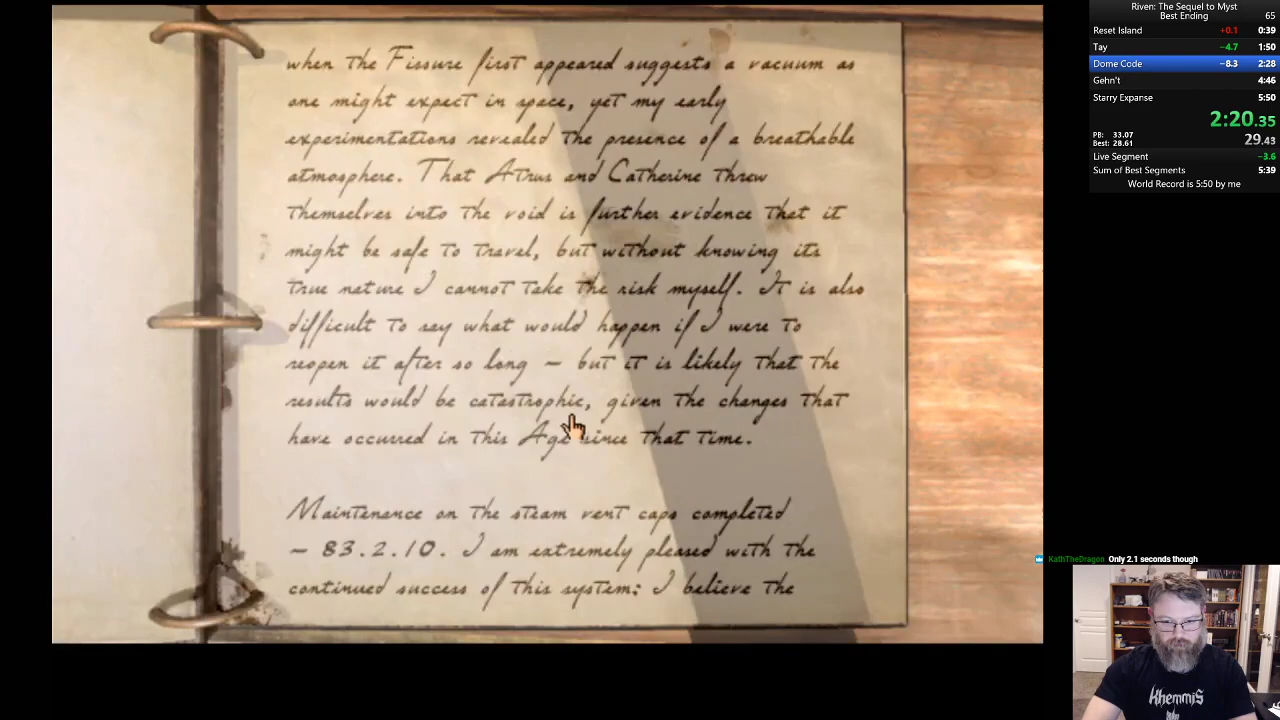 when the Fissure first appeared suggests a vacuum as
one might expect in space, yet my early
experimentations revealed the presence of a breathable
atmosphere. That Atrus and Catherine threw
themselves into the void is further evidence that it
might be safe to travel, but without knowing its
true nature I cannot take the risk myself. It is also
difficult to say what would happen if I were to
reopen it after so long – but it is likely that the
results would be catastrophic, given the changes that
have occurred in this Age since that time.
Maintenance on the steam vent caps completed
– 83.2.10. I am extremely pleased with the
continued success of this system: I believe the
Riven: The Sequel to Myst
Best Ending 65
Reset Island +0.1 0:39
Tay −4.7 1:50
Dome Code −8.3 2:28
Gehn't 4:46
Starry Expanse 5:50
2:20.35
PB: 33.07
Best: 28.61
29.43
Live Segment −3.6
Sum of Best Segments 5:39
World Record is 5:50 by me
KathTheDragon Only 2.1 seconds though
Khemmis